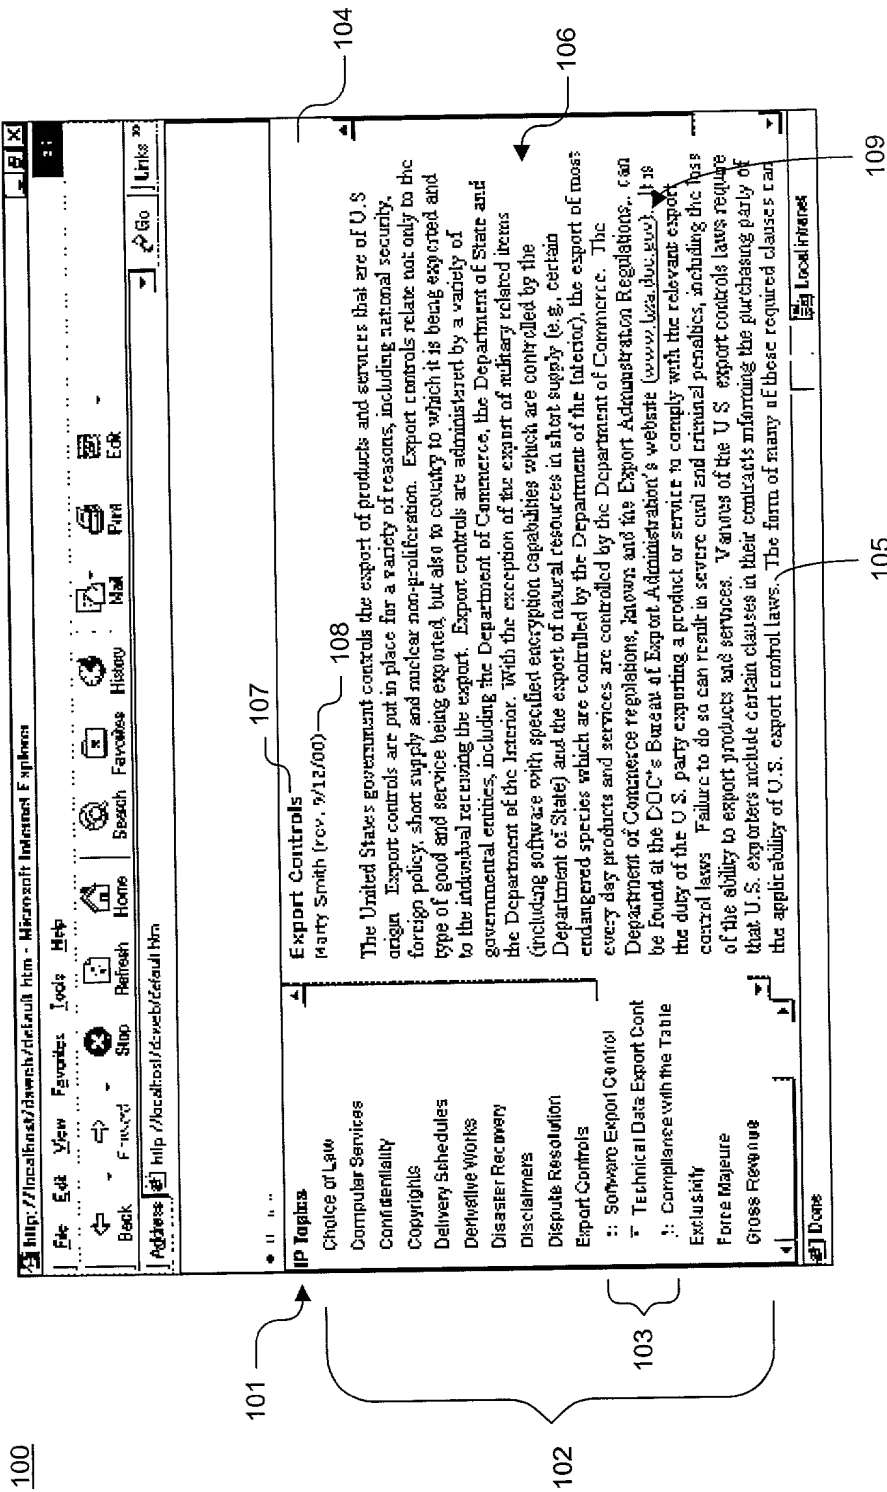 100
http://localhost/daweb/default htm - Microsoft Internet Explorer
File Edit View Favorites Tools Help
Back Forward Stop Refresh Home Search Favorites History Mail Print Edit
Address http //localhost/daweb/default htm Go Links »
101
107
104
IP Topics
Choice of Law
Computer Services
Confidentiality
Copyrights
Delivery Schedules
Derivative Works
Disaster Recovery
Disclaimers
Dispute Resolution
Export Controls
Software Export Control
Technical Data Export Cont
Compliance with the Table
Exclusivity
Force Majeure
Gross Revenue
102
103
Export Controls
Marty Smith (rev. 9/12/00)
108
The United States government controls the export of products and services that are of U.S
origin Export controls are put in place for a variety of reasons, including national security,
foreign policy, short supply and nuclear non-proliferation. Export controls relate not only to the
type of good and service being exported, but also to country to which it is being exported and
to the individual receiving the export. Export controls are administered by a variety of
governmental entities, including the Department of Commerce, the Department of State and
the Department of the Interior. With the exception of the export of military related items
(including software with specified encryption capabilities which are controlled by the
Department of State) and the export of natural resources in short supply (e.g., certain
endangered species which are controlled by the Department of the Interior), the export of most
every day products and services are controlled by the Department of Commerce. The
Department of Commerce regulations, known and the Export Administration Regulations, can
be found at the DOC's Bureau of Export Administration's website (www.bxa.doc.gov). It is
the duty of the U S. party exporting a product or service to comply with the relevant export
control laws Failure to do so can result in severe civil and criminal penalties, including the loss
of the ability to export products and services. Various of the U S export controls laws require
that U.S. exporters include certain clauses in their contracts informing the purchasing party of
the applicability of U.S. export control laws. The form of many of these required clauses can
106
109
105
Done Local intranet